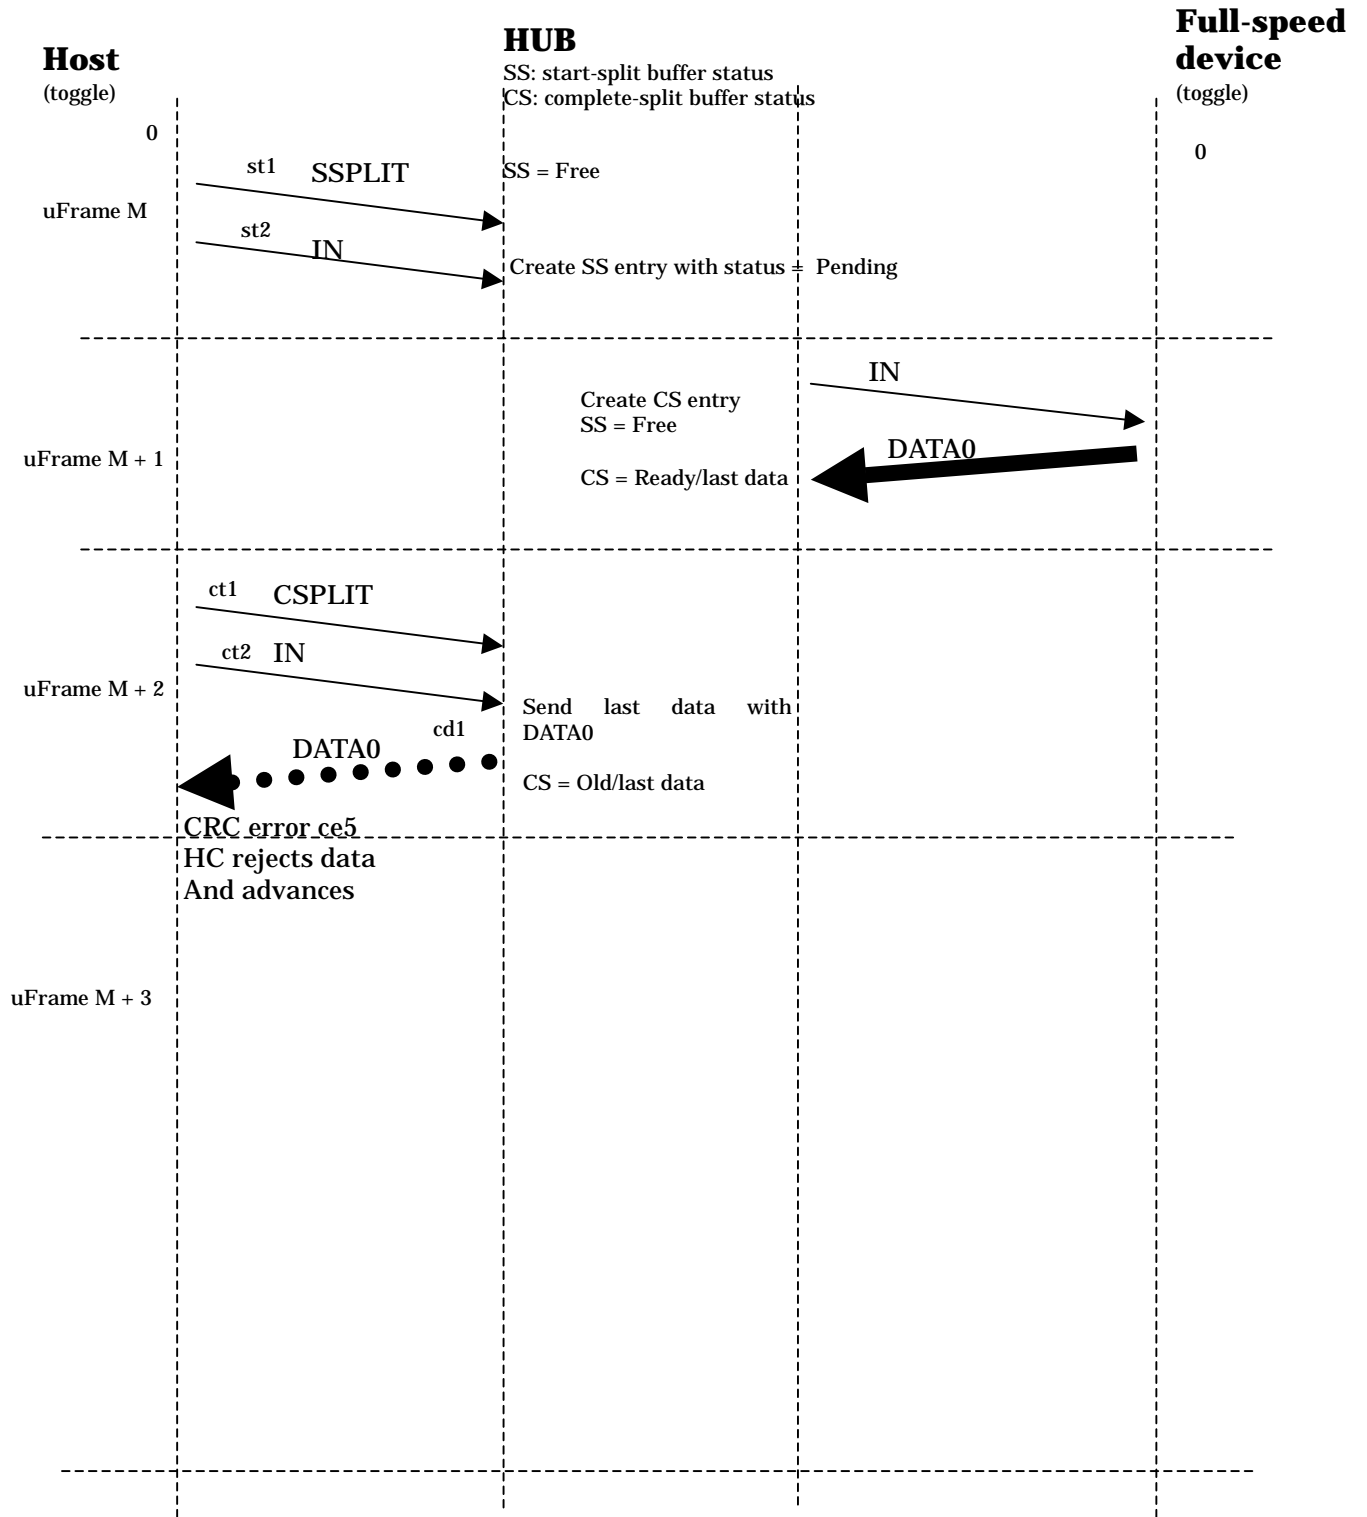 Host
(toggle)
HUB
SS: start-split buffer status
CS: complete-split buffer status
Full-speed
device
(toggle)
0
0
st1 SSPLIT
SS = Free
uFrame M
st2 IN
Create SS entry with status = Pending
IN
Create CS entry
SS = Free
DATA0
uFrame M + 1
CS = Ready/last data
ct1 CSPLIT
ct2 IN
uFrame M + 2
Send last data with
DATA0
cd1
DATA0
CS = Old/last data
CRC error ce5
HC rejects data
And advances
uFrame M + 3